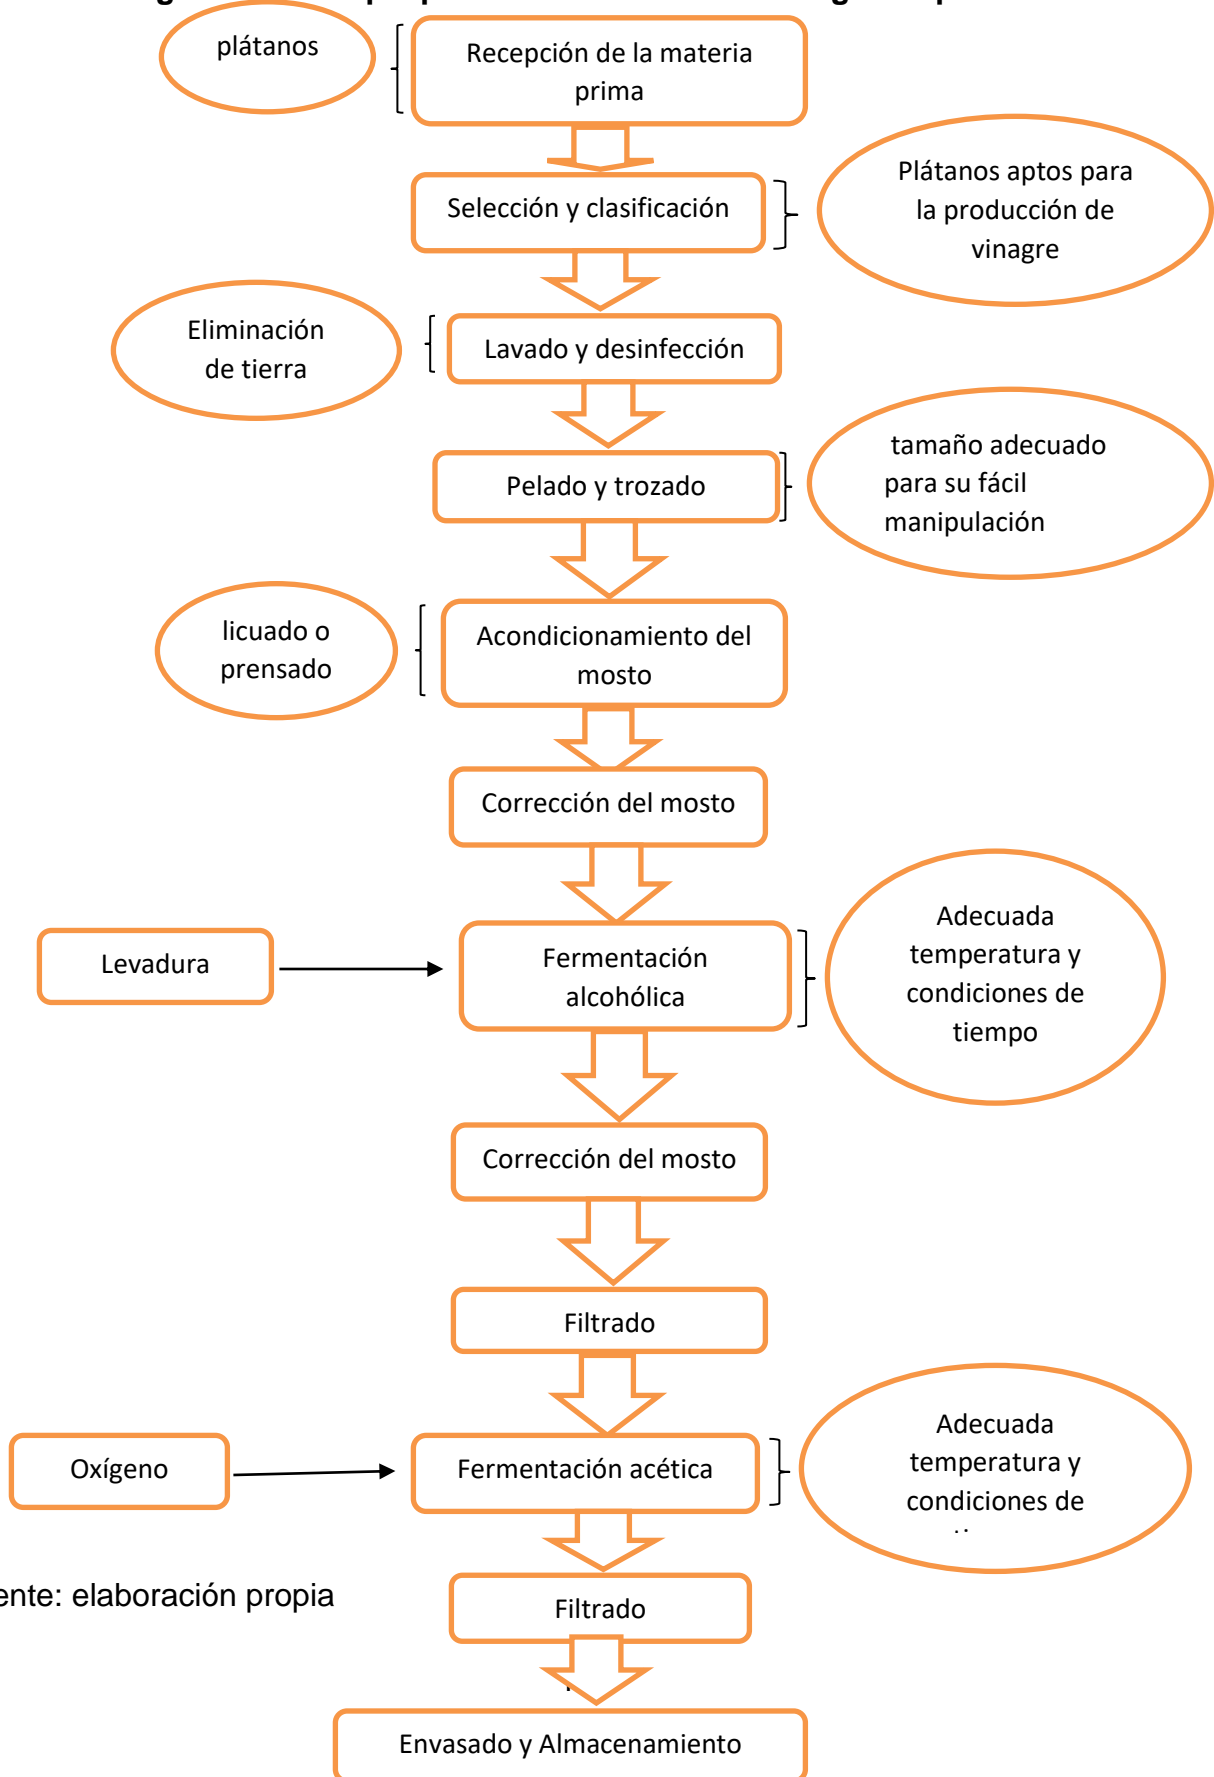 plátanos
Recepción de la materia
prima
Selección y clasificación
Plátanos aptos para
la producción de
vinagre
Eliminación
de tierra
Lavado y desinfección
Pelado y trozado
tamaño adecuado
para su fácil
manipulación
licuado o
prensado
Acondicionamiento del
mosto
Corrección del mosto
Levadura
Fermentación
alcohólica
Adecuada
temperatura y
condiciones de
tiempo
Corrección del mosto
Filtrado
Oxígeno
Fermentación acética
Adecuada
temperatura y
condiciones de
ente: elaboración propia
Filtrado
Envasado y Almacenamiento